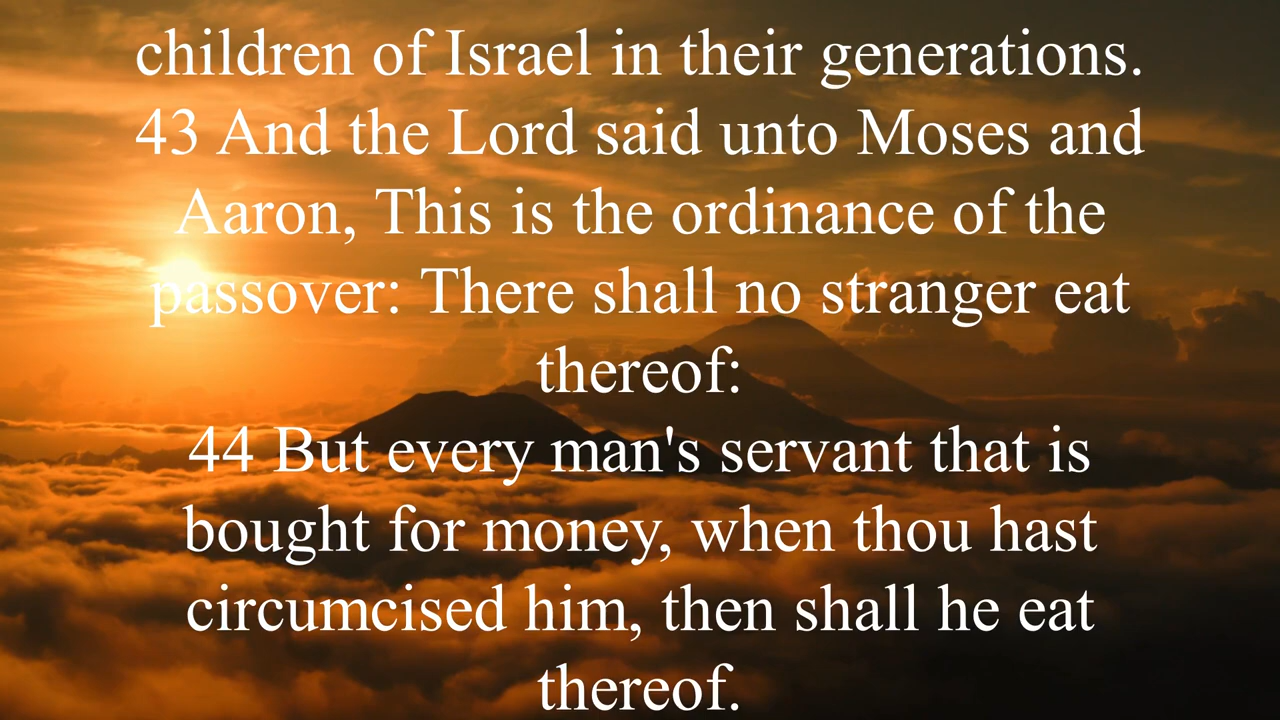 children of Israel in their generations.
43 And the Lord said unto Moses and
Aaron, This is the ordinance of the
passover: There shall no stranger eat
thereof:
44 But every man's servant that is
bought for money, when thou hast
circumcised him, then shall he eat
thereof.